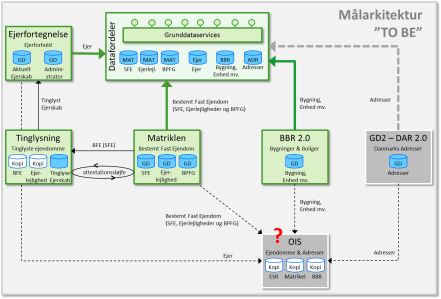 Målarkitektur
"TO BE"
Ejerfortegnelse
Ejerforhold
GD
GD
Aktuelt
Ejerskab
Admini-
strator
Ejer
Datafordeler
Grunddataservices
MAT
MAT
MAT
Ejer
BBR
ADR
SFE
Ejerlejl.
BPFG
Ejer
Bygning,
Enhed mv.
Adresser
Tinglyst
Ejerskab
Bestemt Fast Ejendom
(SFE, Ejerlejligheder og BPFG)
Bygning,
Enhed mv.
Adresser
Tinglysning
Tinglyste ejendomme
Kopi
Kopi
GD
BFE
Ejer-
lejlighed
Tinglyse
Ejerskab
BFE (SFE)
attestationssløjfe
Matriklen
Bestemt Fast Ejendom
GD
GD
GD
SFE
Ejer-
lejlighed
BPFG
BBR 2.0
Bygninger & Boliger
GD
Bygning,
Enhed mv.
GD2 – DAR 2.0
Danmarks Adresser
GD
Adresser
Bestemt Fast Ejendom
(SFE, Ejerlejligheder og BPFG)
Bygning,
Enhed mv.
Ejer
Adresser
?
OIS
Ejendomme & Adresser
Kopi
Kopi
Kopi
ESR
Matrikel
BBR